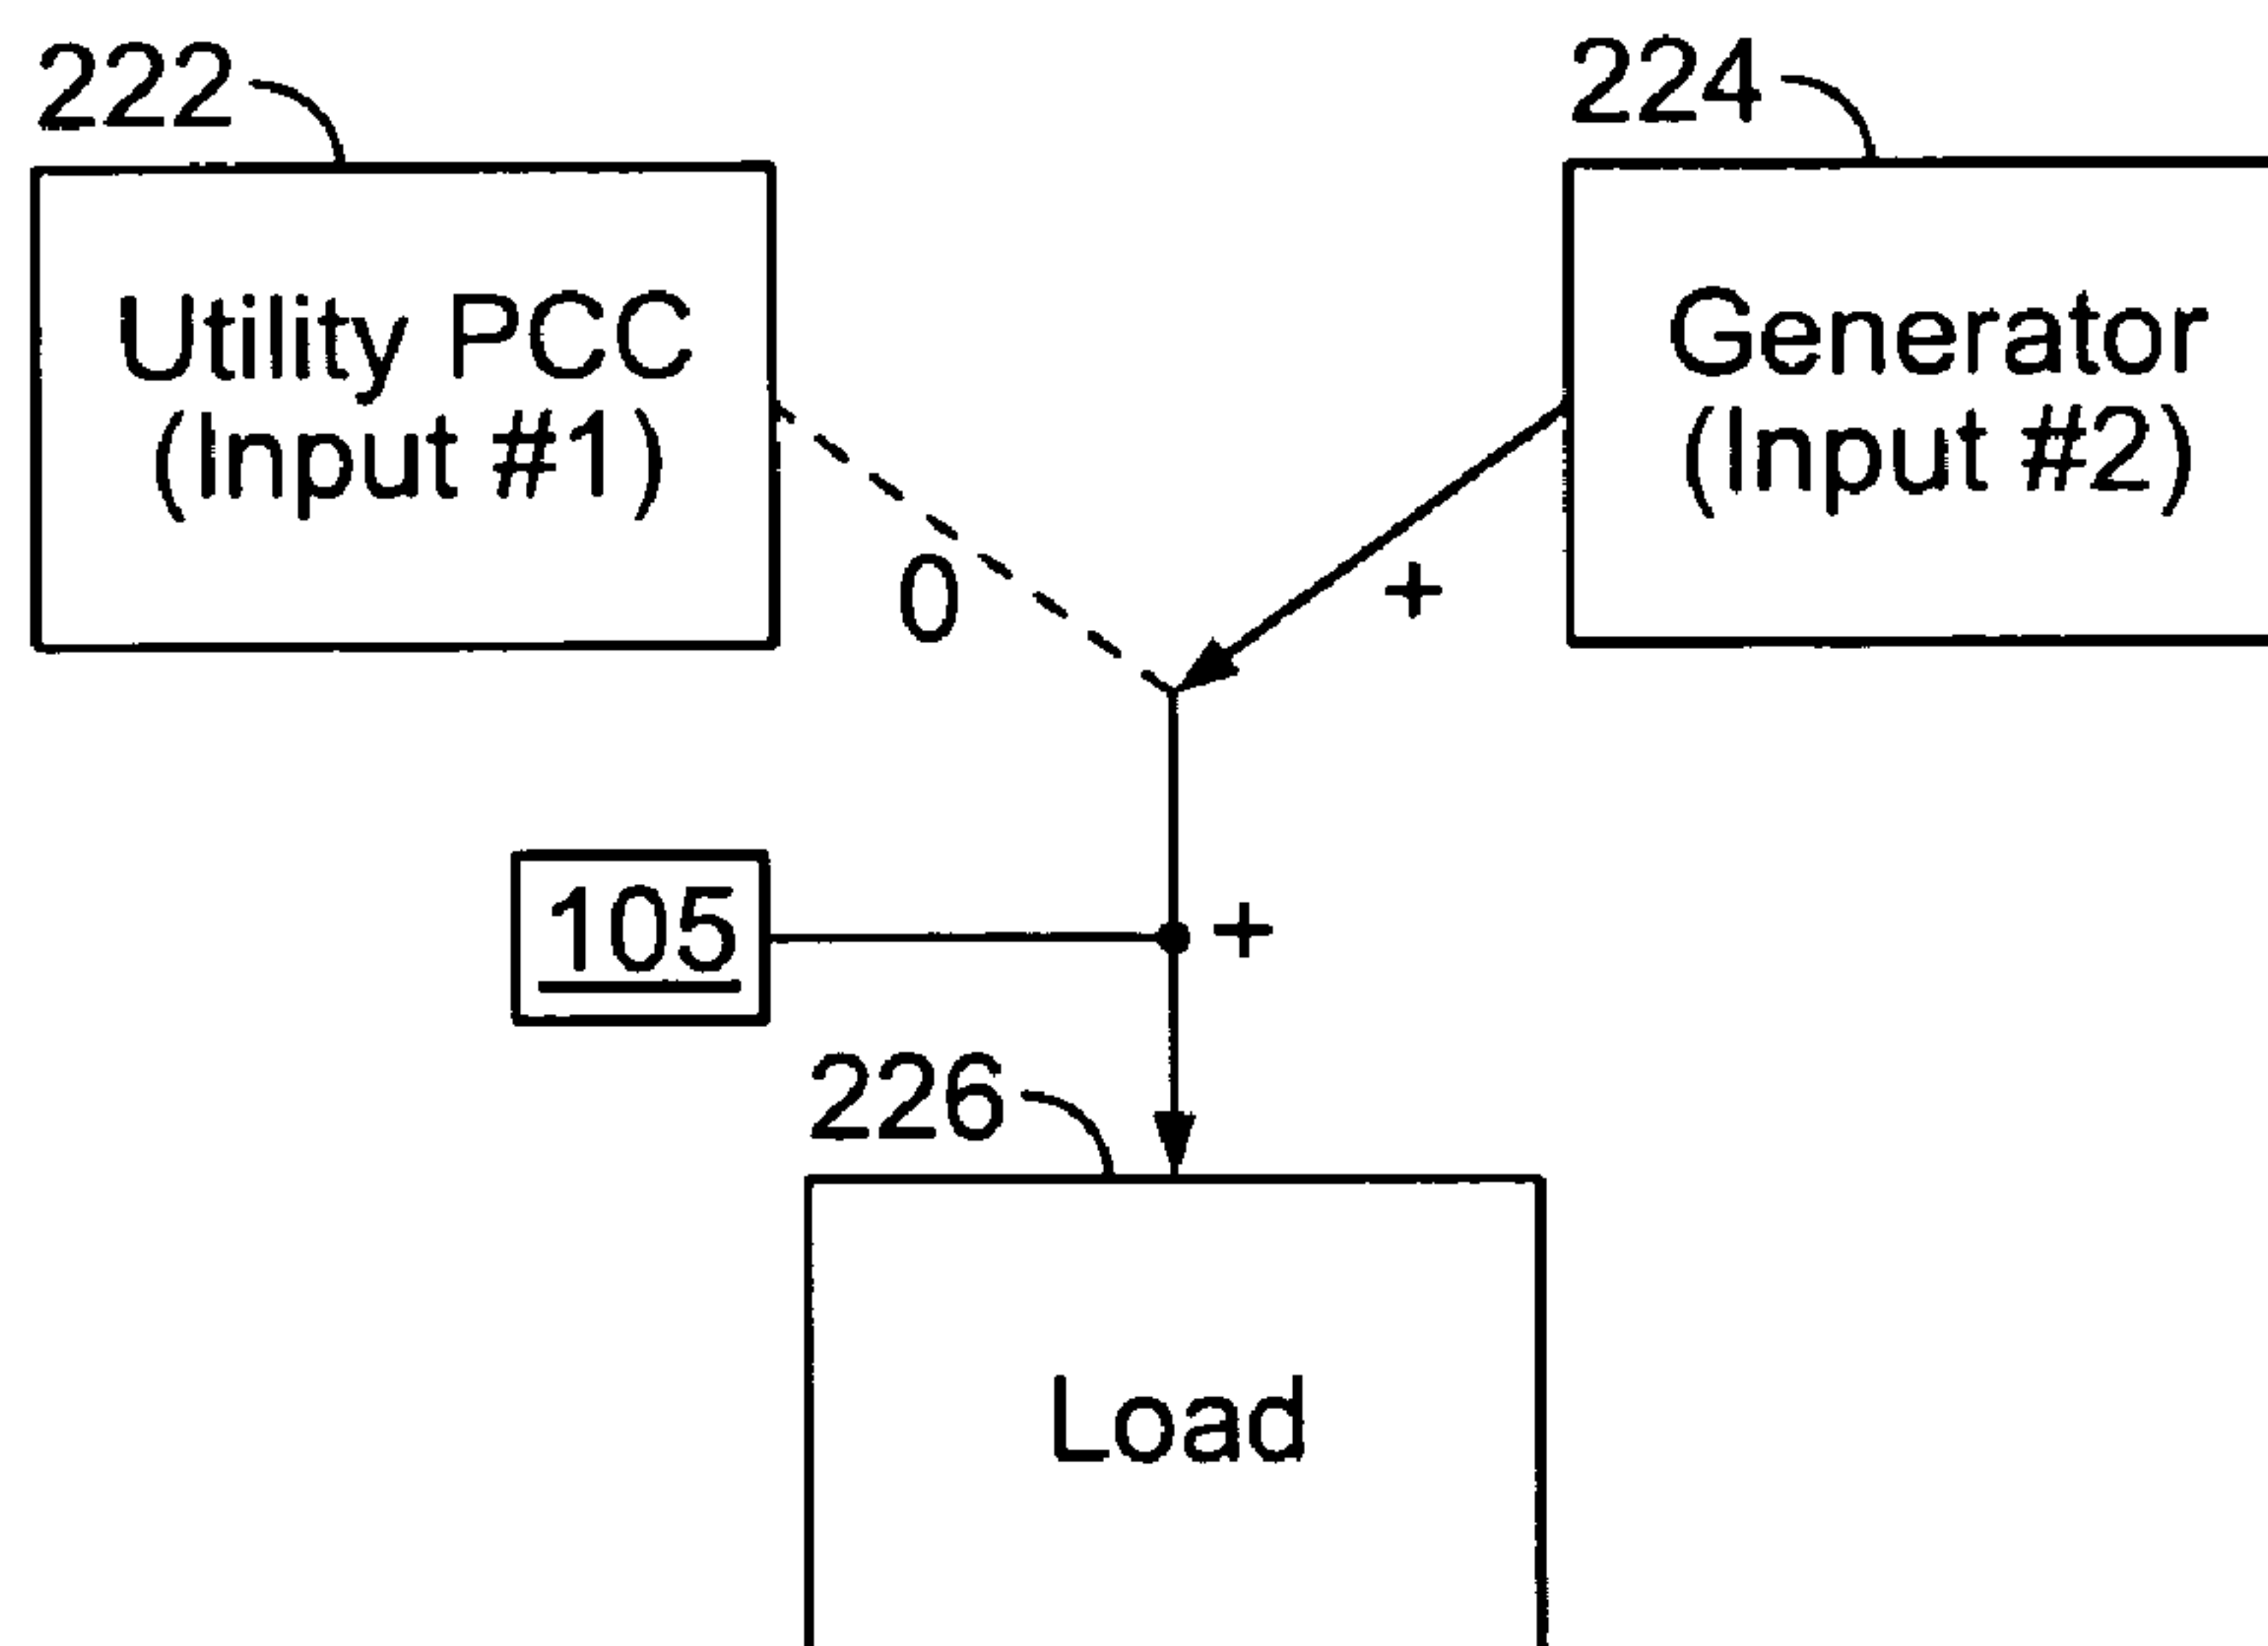 222
224
Utility PCC
(Input #1)
Generator
(Input #2)
0
+
105
+
226
Load